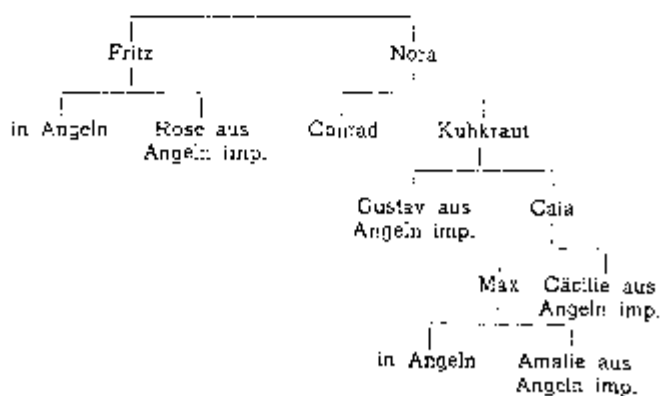 Fritz Nora
in Angeln Rose aus Conrad Kuhkraut
Angeln imp.
Gustav aus Caia
Angeln imp.
Max Cäcilie aus
Angeln imp.
in Angeln Amalie aus
Angeln imp.